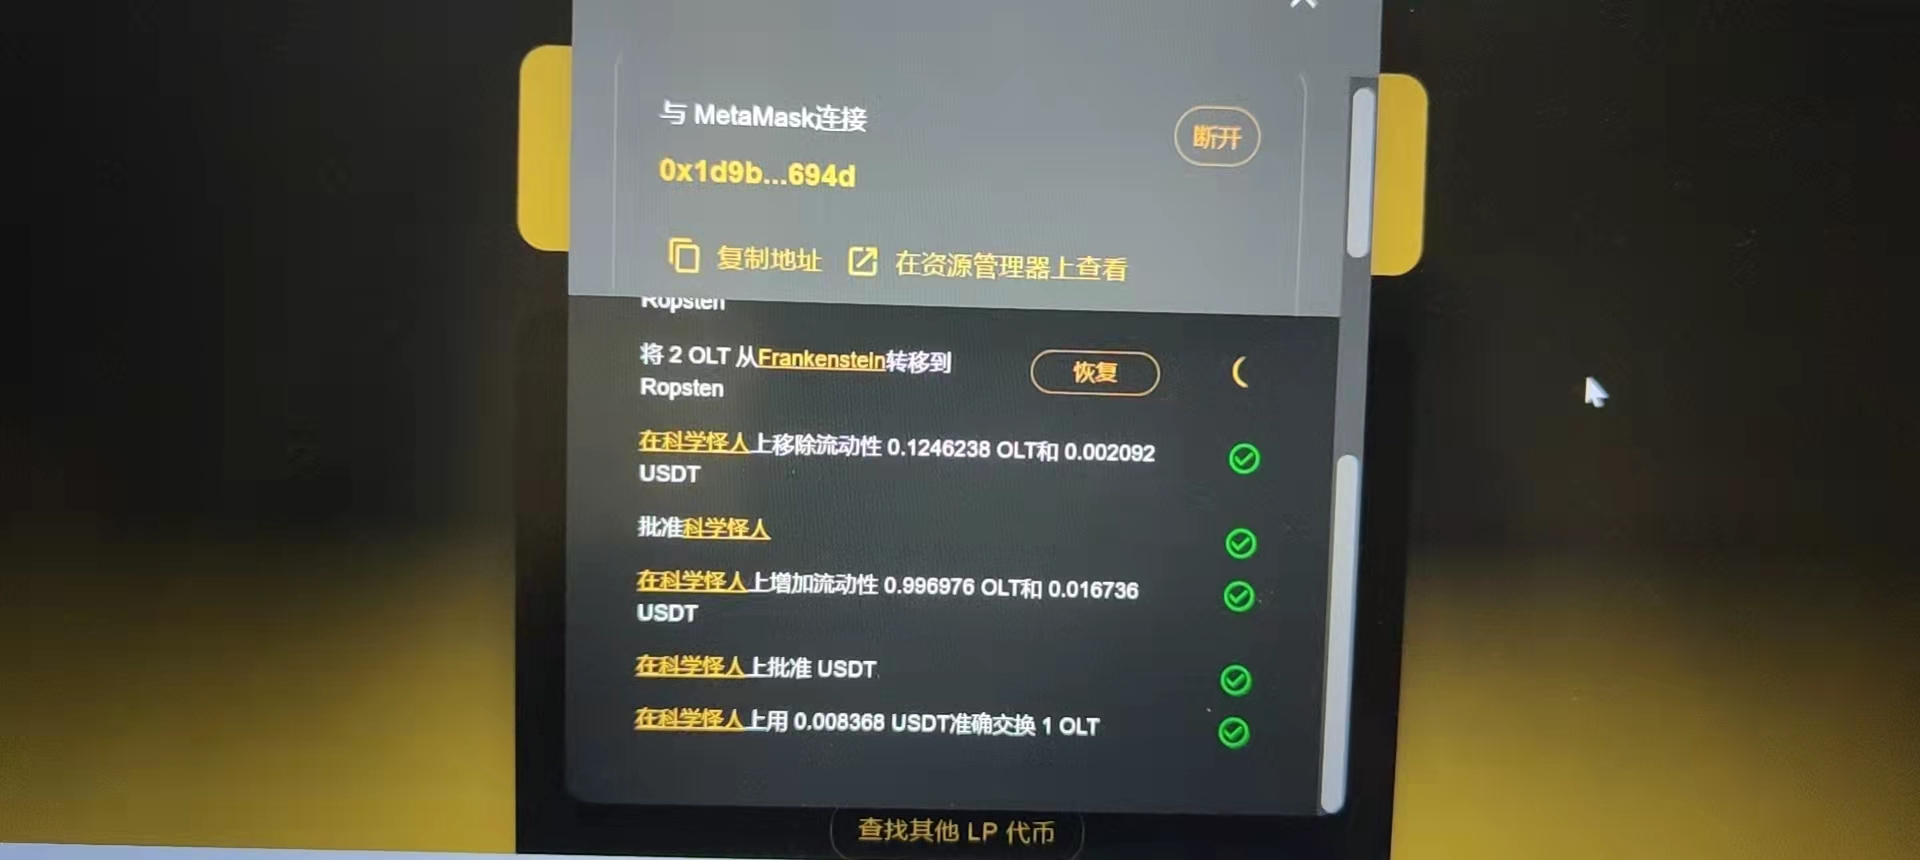 与 MetaMask连接
断开
0x1d9b...694d
复制地址
在资源管理器上查看
Ropsten
将 2 OLT 从Frankenstein转移到
Ropsten
恢复
在科学怪人上移除流动性 0.1246238 OLT和 0.002092
USDT
批准科学怪人
在科学怪人上增加流动性 0.996976 OLT和 0.016736
USDT
在科学怪人上批准 USDT
在科学怪人上用 0.008368 USDT准确交换 1 OLT
查找其他 LP 代币